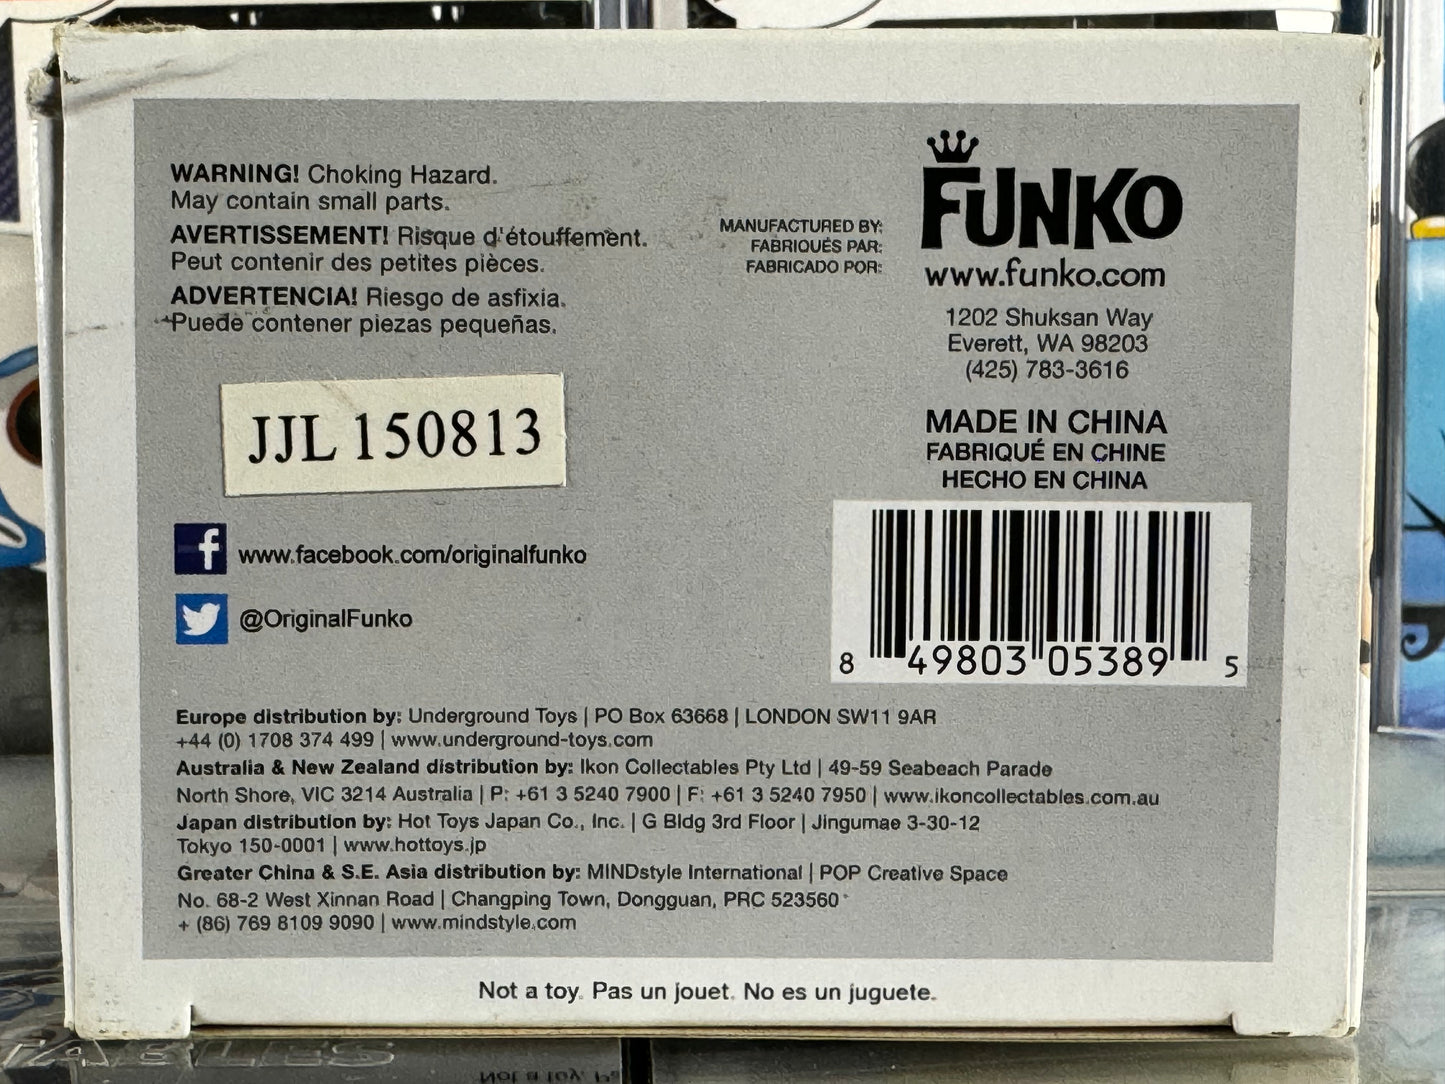 WARNING! Choking Hazard.
May contain small parts.
AVERTISSEMENT! Risque d'étouffement.
Peut contenir des petites pièces.
ADVERTENCIA! Riesgo de asfixia.
Puede contener piezas pequeñas.
MANUFACTURED BY:
FABRIQUÉS PAR:
FABRICADO POR:
FUNKO
www.funko.com
1202 Shuksan Way
Everett, WA 98203
(425) 783-3616
MADE IN CHINA
FABRIQUÉ EN CHINE
HECHO EN CHINA
JJL 150813
f www.facebook.com/originalfunko
@OriginalFunko
8 49803 05389 5
Europe distribution by: Underground Toys | PO Box 63668 | LONDON SW11 9AR
+44 (0) 1708 374 499 | www.underground-toys.com
Australia & New Zealand distribution by: Ikon Collectables Pty Ltd | 49-59 Seabeach Parade
North Shore, VIC 3214 Australia | P: +61 3 5240 7900 | F: +61 3 5240 7950 | www.ikoncollectables.com.au
Japan distribution by: Hot Toys Japan Co., Inc. | G Bldg 3rd Floor | Jingumae 3-30-12
Tokyo 150-0001 | www.hottoys.jp
Greater China & S.E. Asia distribution by: MINDstyle International | POP Creative Space
No. 68-2 West Xinnan Road | Changping Town, Dongguan, PRC 523560
+ (86) 769 8109 9090 | www.mindstyle.com
Not a toy. Pas un jouet. No es un juguete.